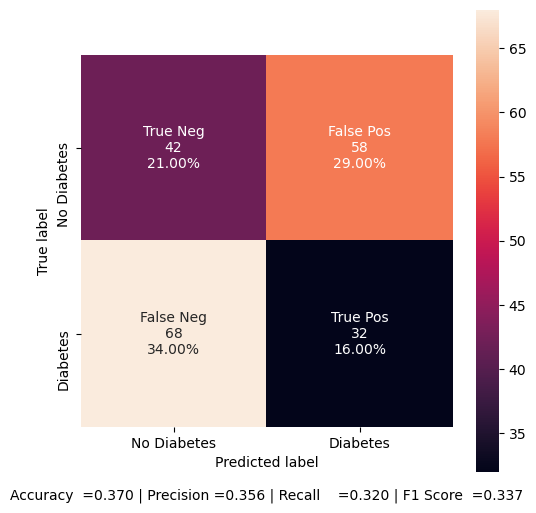 True label
No Diabetes
Diabetes
True Neg
42
21.00%
False Pos
58
29.00%
False Neg
68
34.00%
True Pos
32
16.00%
No Diabetes
Diabetes
Predicted label
65
60
55
50
45
40
35
Accuracy  =0.370 | Precision =0.356 | Recall    =0.320 | F1 Score  =0.337